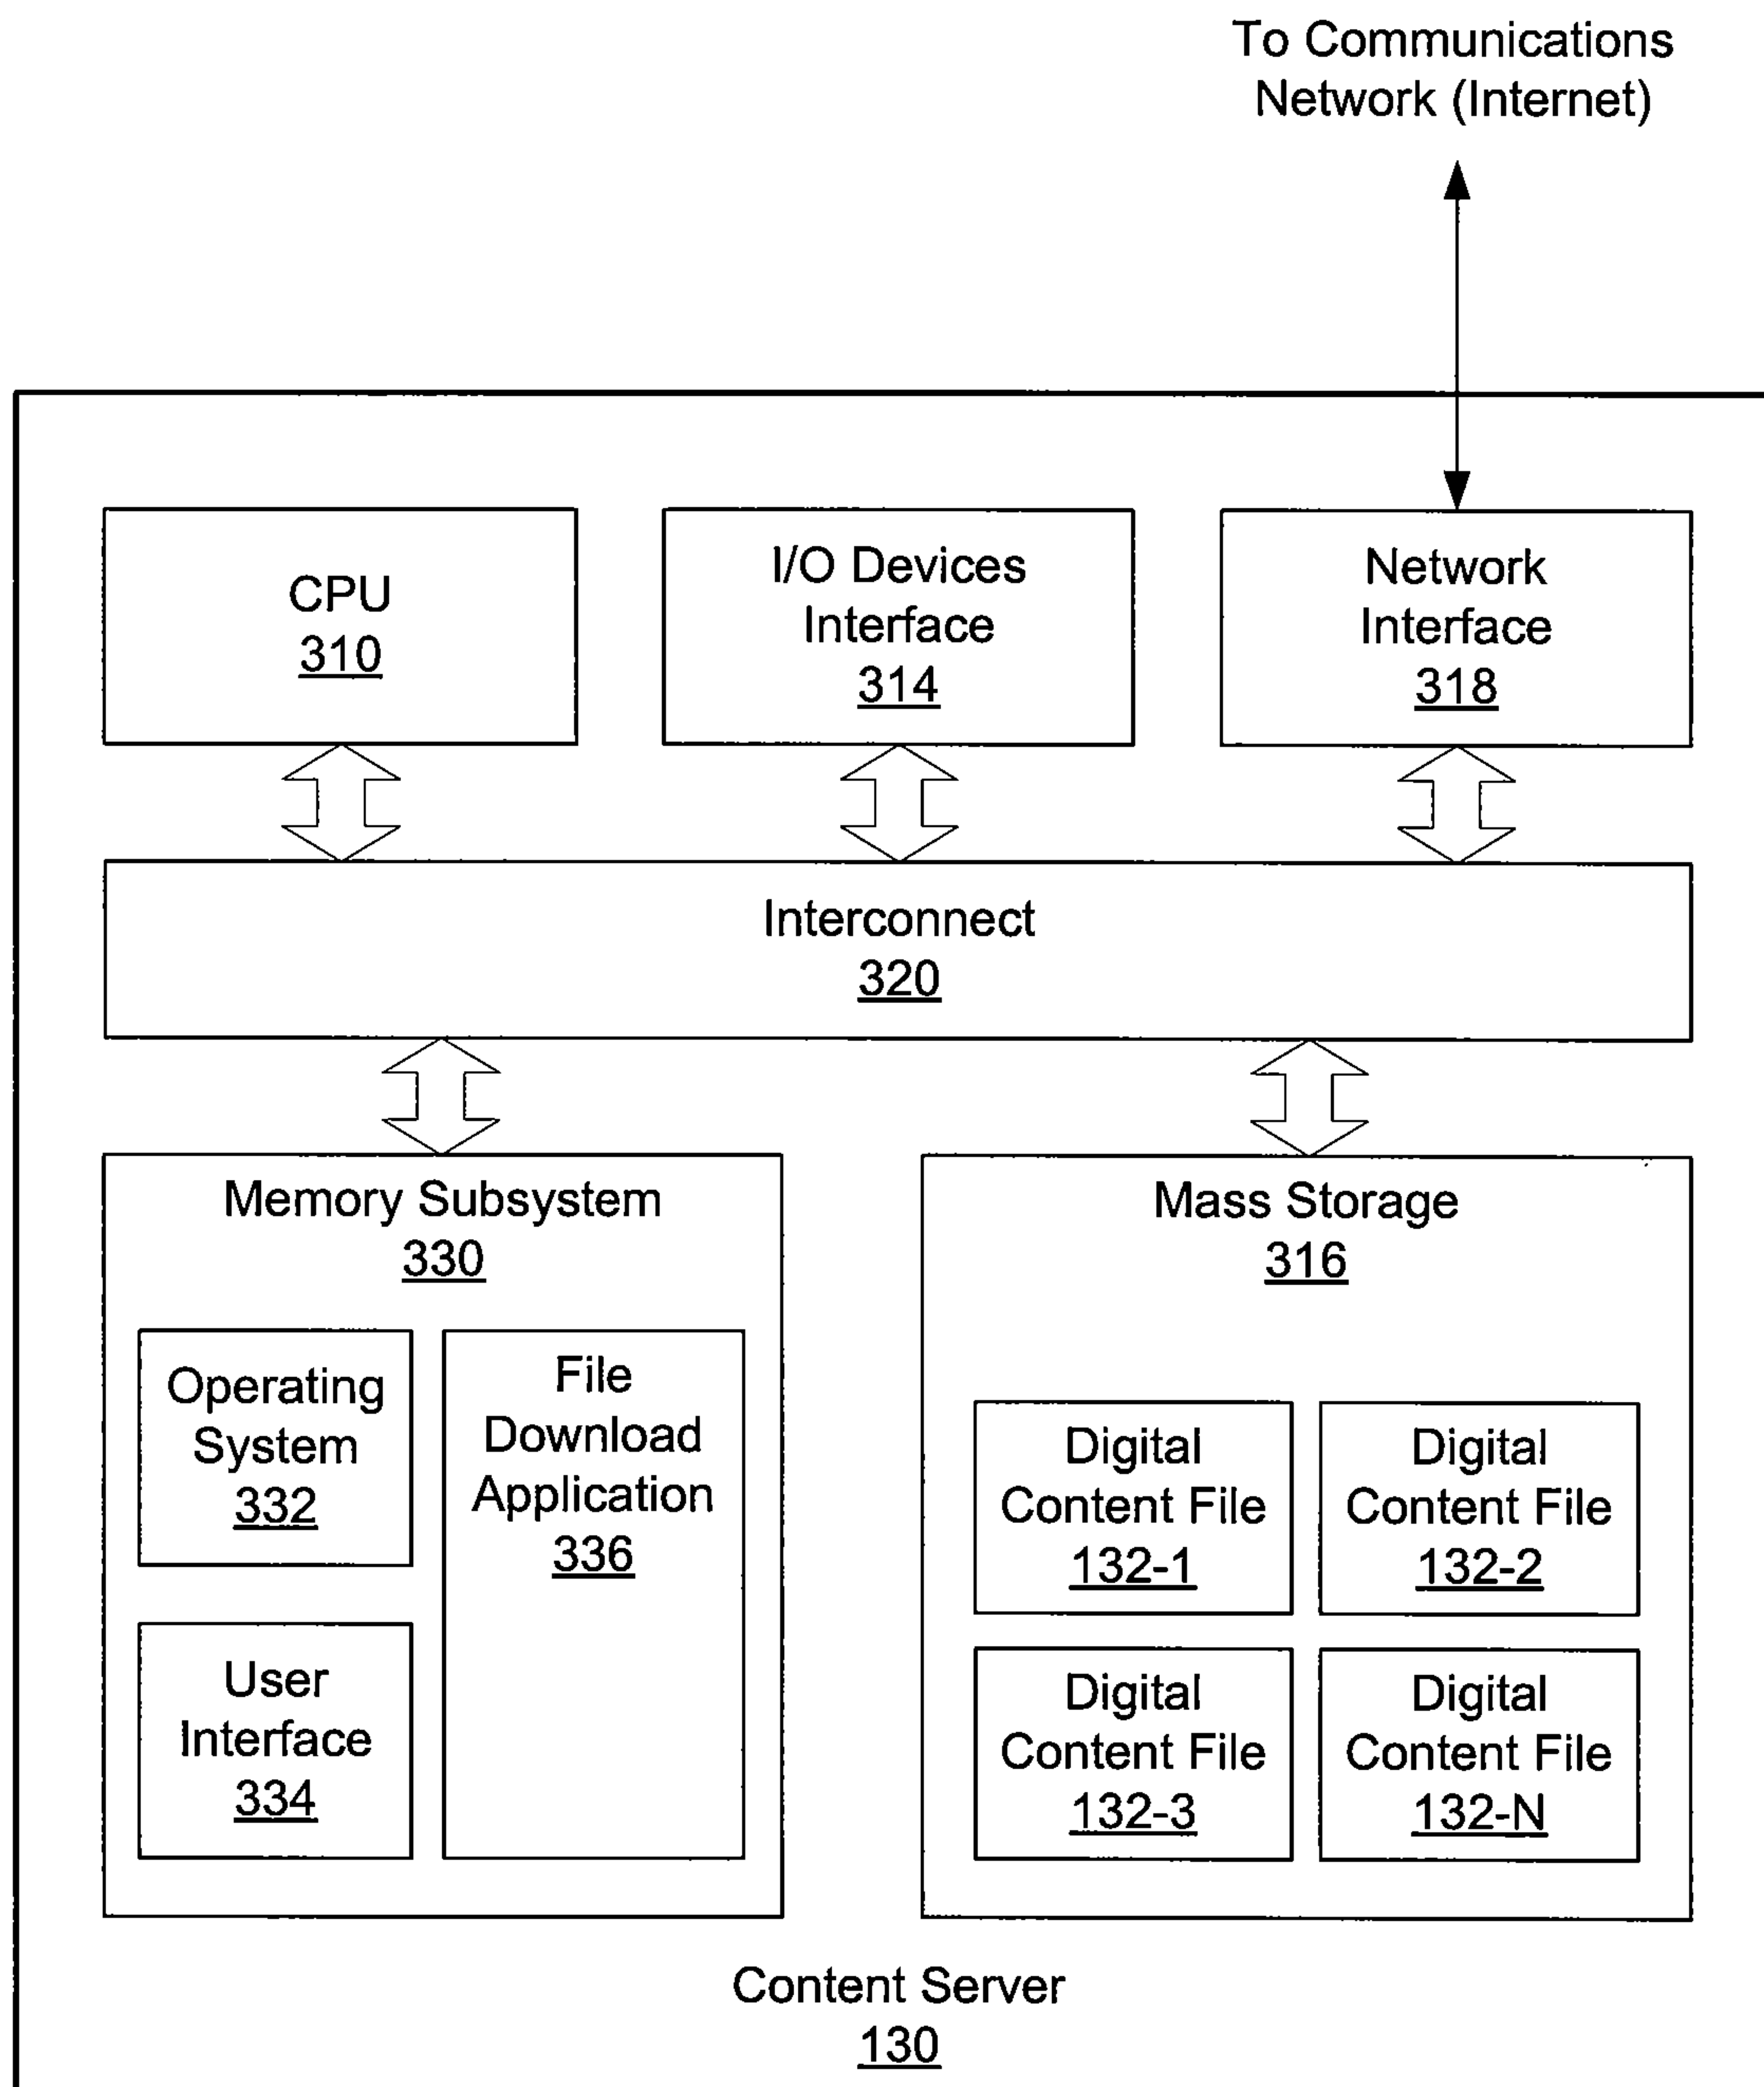 To Communications
Network (Internet)
CPU
310
I/O Devices
Interface
314
Network
Interface
318
Interconnect
320
Memory Subsystem
330
Operating
System
332
User
Interface
334
File
Download
Application
336
Mass Storage
316
Digital
Content File
132-1
Digital
Content File
132-2
Digital
Content File
132-3
Digital
Content File
132-N
Content Server
130